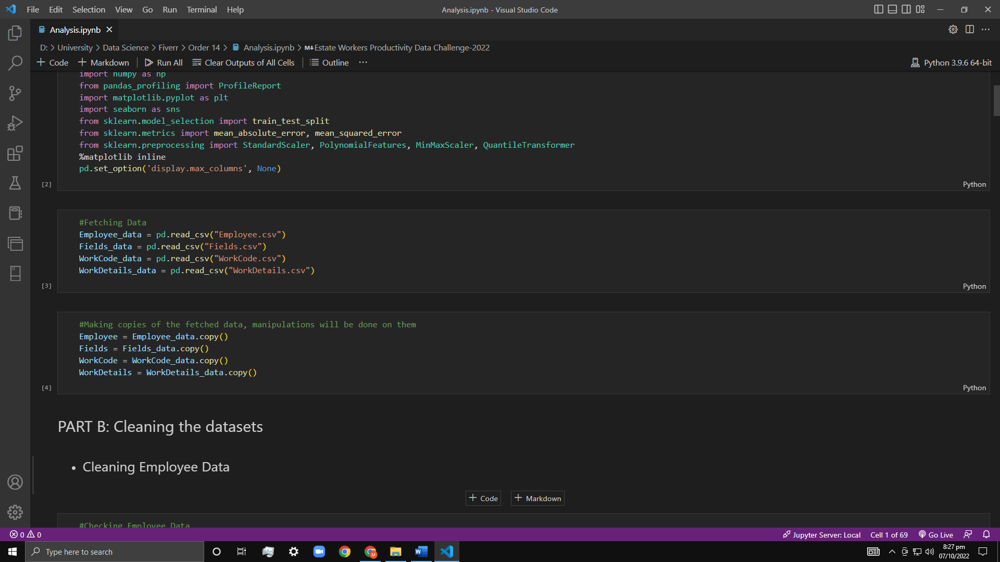 File Edit Selection View Go Run Terminal Help
Analysis.ipynb - Visual Studio Code
Analysis.ipynb
D: > University > Data Science > Fiverr > Order 14 > Analysis.ipynb > M↓Estate Workers Productivity Data Challenge-2022
+ Code + Markdown Run All Clear Outputs of All Cells Outline ...
Python 3.9.6 64-bit
import numpy as np
from pandas_profiling import ProfileReport
import matplotlib.pyplot as plt
import seaborn as sns
from sklearn.model_selection import train_test_split
from sklearn.metrics import mean_absolute_error, mean_squared_error
from sklearn.preprocessing import StandardScaler, PolynomialFeatures, MinMaxScaler, QuantileTransformer
%matplotlib inline
pd.set_option('display.max_columns', None)
[2] Python
#Fetching Data
Employee_data = pd.read_csv("Employee.csv")
Fields_data = pd.read_csv("Fields.csv")
WorkCode_data = pd.read_csv("WorkCode.csv")
WorkDetails_data = pd.read_csv("WorkDetails.csv")
[3] Python
#Making copies of the fetched data, manipulations will be done on them
Employee = Employee_data.copy()
Fields = Fields_data.copy()
WorkCode = WorkCode_data.copy()
WorkDetails = WorkDetails_data.copy()
[4] Python
PART B: Cleaning the datasets
• Cleaning Employee Data
+ Code + Markdown
#Checking Employee Data
0 0
Jupyter Server: Local Cell 1 of 69 Go Live
Type here to search
8:27 pm
07/10/2022